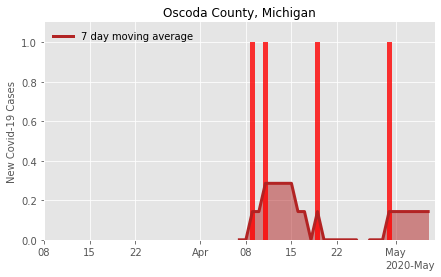 Oscoda County, Michigan
7 day moving average
New Covid-19 Cases
1.0
0.8
0.6
0.4
0.2
0.0
08 15 22 Apr 08 15 22 May
2020-May